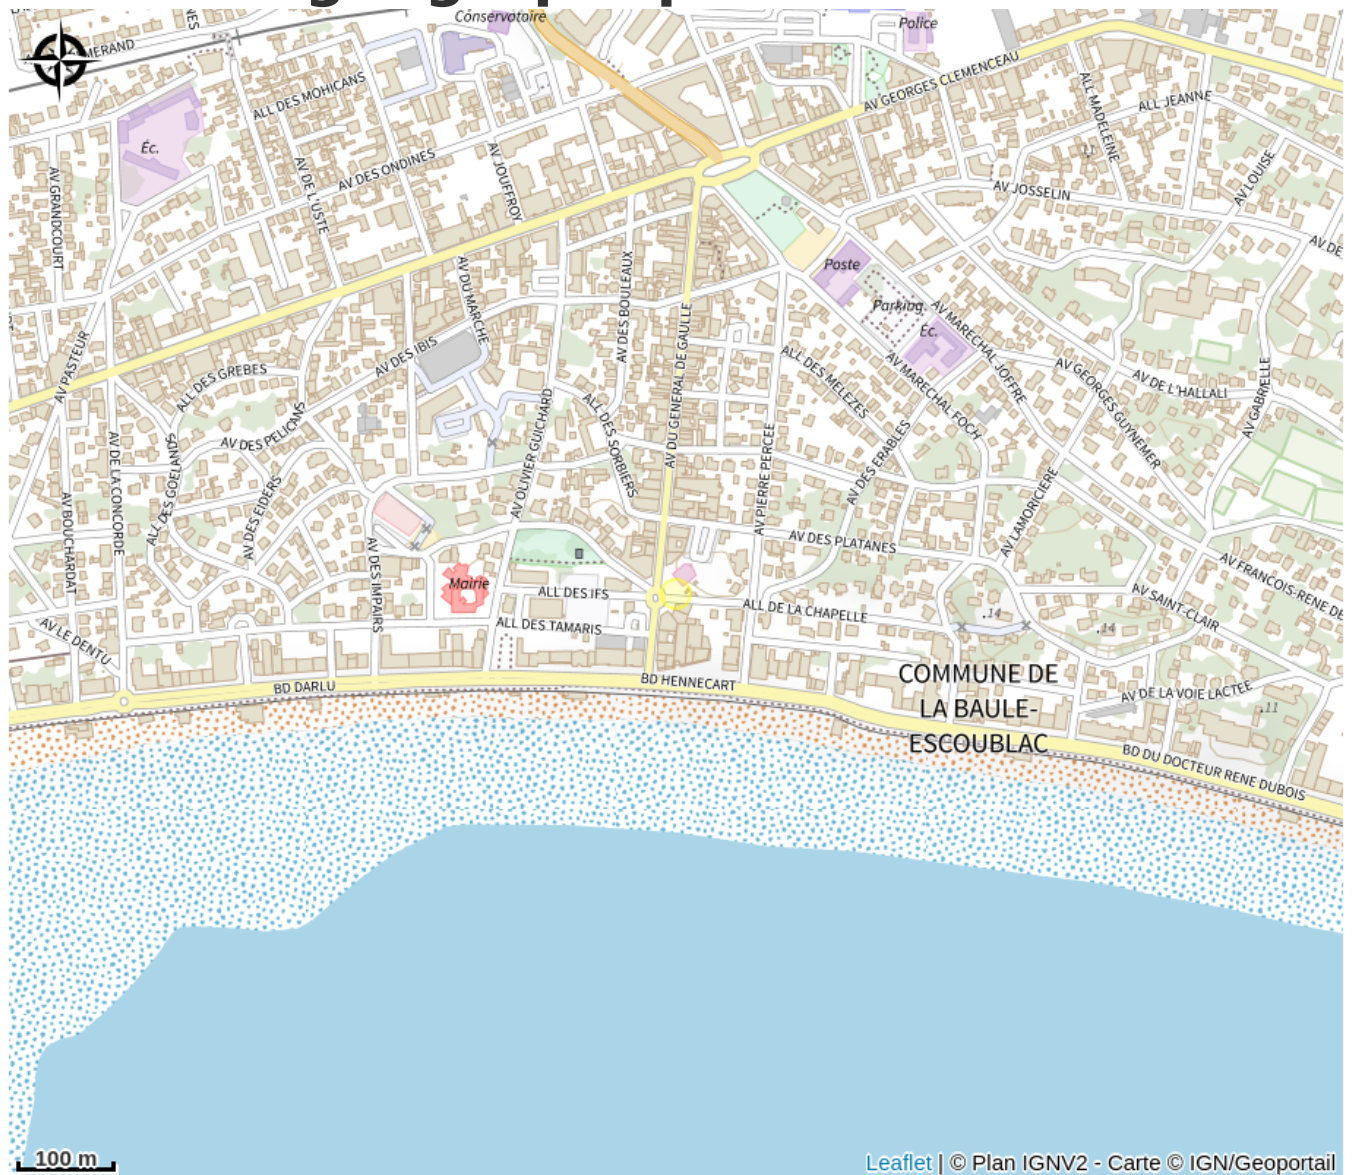 Conservatoire
Police
AV GEORGES CLEMENCEAU
ALL DES MOHICANS
ALL MADELEINE
ALL JEANNE
Éc.
AV GRANDCOURT
AV DE L'USTE
AV DES ONDINES
AV JOUFFROY
11
AV JOSSELIN
AV LOUISE
AV DU MARCHE
AV DES BOULEAUX
Poste
Parking
Éc.
AV MARECHAL JOFFRE
AV PASTEUR
ALL DES GREBES
AV DES IBIS
AV DU GENERAL DE GAULLE
ALL DES MELEZES
AV MARECHAL FOCH
AV GEORGES GUYNEMER
AV DE L'HALLALI
AV GABRIELLE
AV DES PELICANS
AV OLIVIER GUICHARD
ALL DES SORBIERS
AV PIERRE PERCEE
AV DES ERABLES
AV DE LA CONCORDE
ALL DES GOELANDS
AV DES EIDERS
AV LAMORICIERE
AV BOUCHARDAT
AV DES IMPAIRS
AV DES PLATANES
AV FRANCOIS-RENE DE
Mairie
ALL DES IFS
ALL DE LA CHAPELLE
AV SAINT-CLAIR
.14
.14
AV LE DENTU
ALL DES TAMARIS
BD DARLU
BD HENNECART
COMMUNE DE
LA BAULE-
ESCOUBLAC
AV DE LA VOIE LACTEE
.11
BD DU DOCTEUR RENE DUBOIS
100 m
Leaflet | © Plan IGNV2 - Carte © IGN/Geoportail